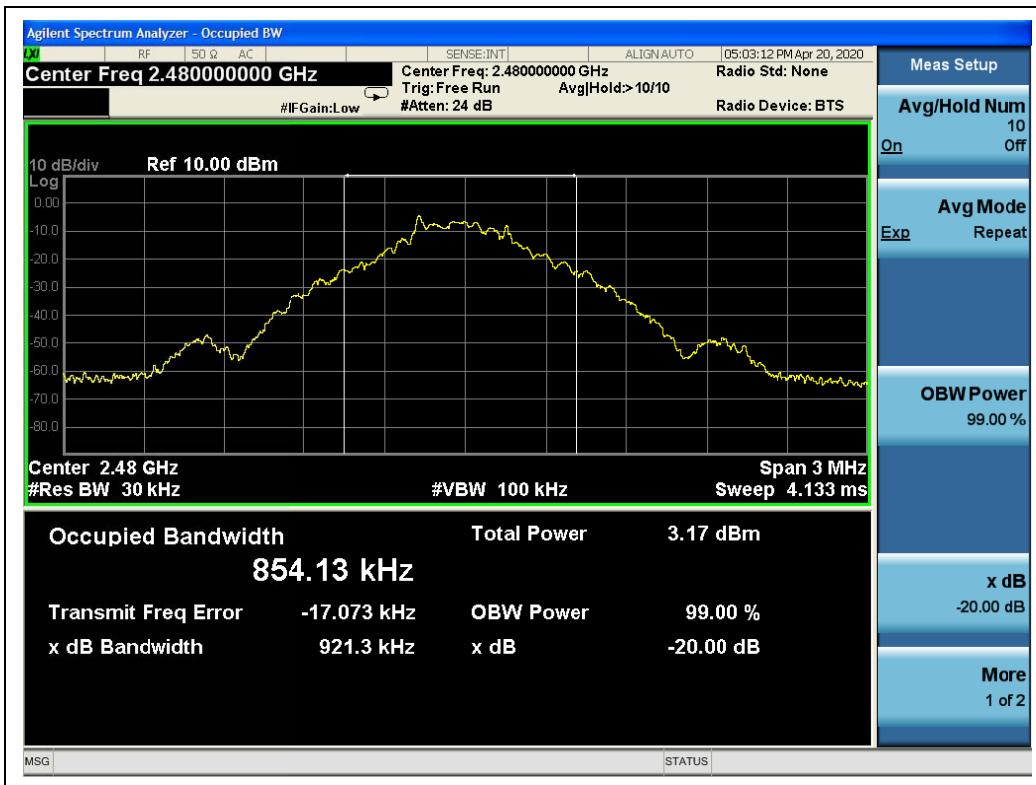 Agilent Spectrum Analyzer - Occupied BW
LXI RF 50 Ω AC SENSE:INT ALIGN AUTO 05:03:12 PM Apr 20, 2020
Center Freq 2.480000000 GHz
Center Freq: 2.480000000 GHz Radio Std: None
Trig: Free Run Avg|Hold:> 10/10
#IFGain:Low #Atten: 24 dB Radio Device: BTS
10 dB/div Ref 10.00 dBm
Log
0.00
-10.0
-20.0
-30.0
-40.0
-50.0
-60.0
-70.0
-80.0
Center 2.48 GHz Span 3 MHz
#Res BW 30 kHz #VBW 100 kHz Sweep 4.133 ms
Occupied Bandwidth Total Power 3.17 dBm
854.13 kHz
Transmit Freq Error -17.073 kHz OBW Power 99.00 %
x dB Bandwidth 921.3 kHz x dB -20.00 dB
Meas Setup
Avg/Hold Num
10
On Off
Avg Mode
Exp Repeat
OBW Power
99.00 %
x dB
-20.00 dB
More
1 of 2
MSG STATUS